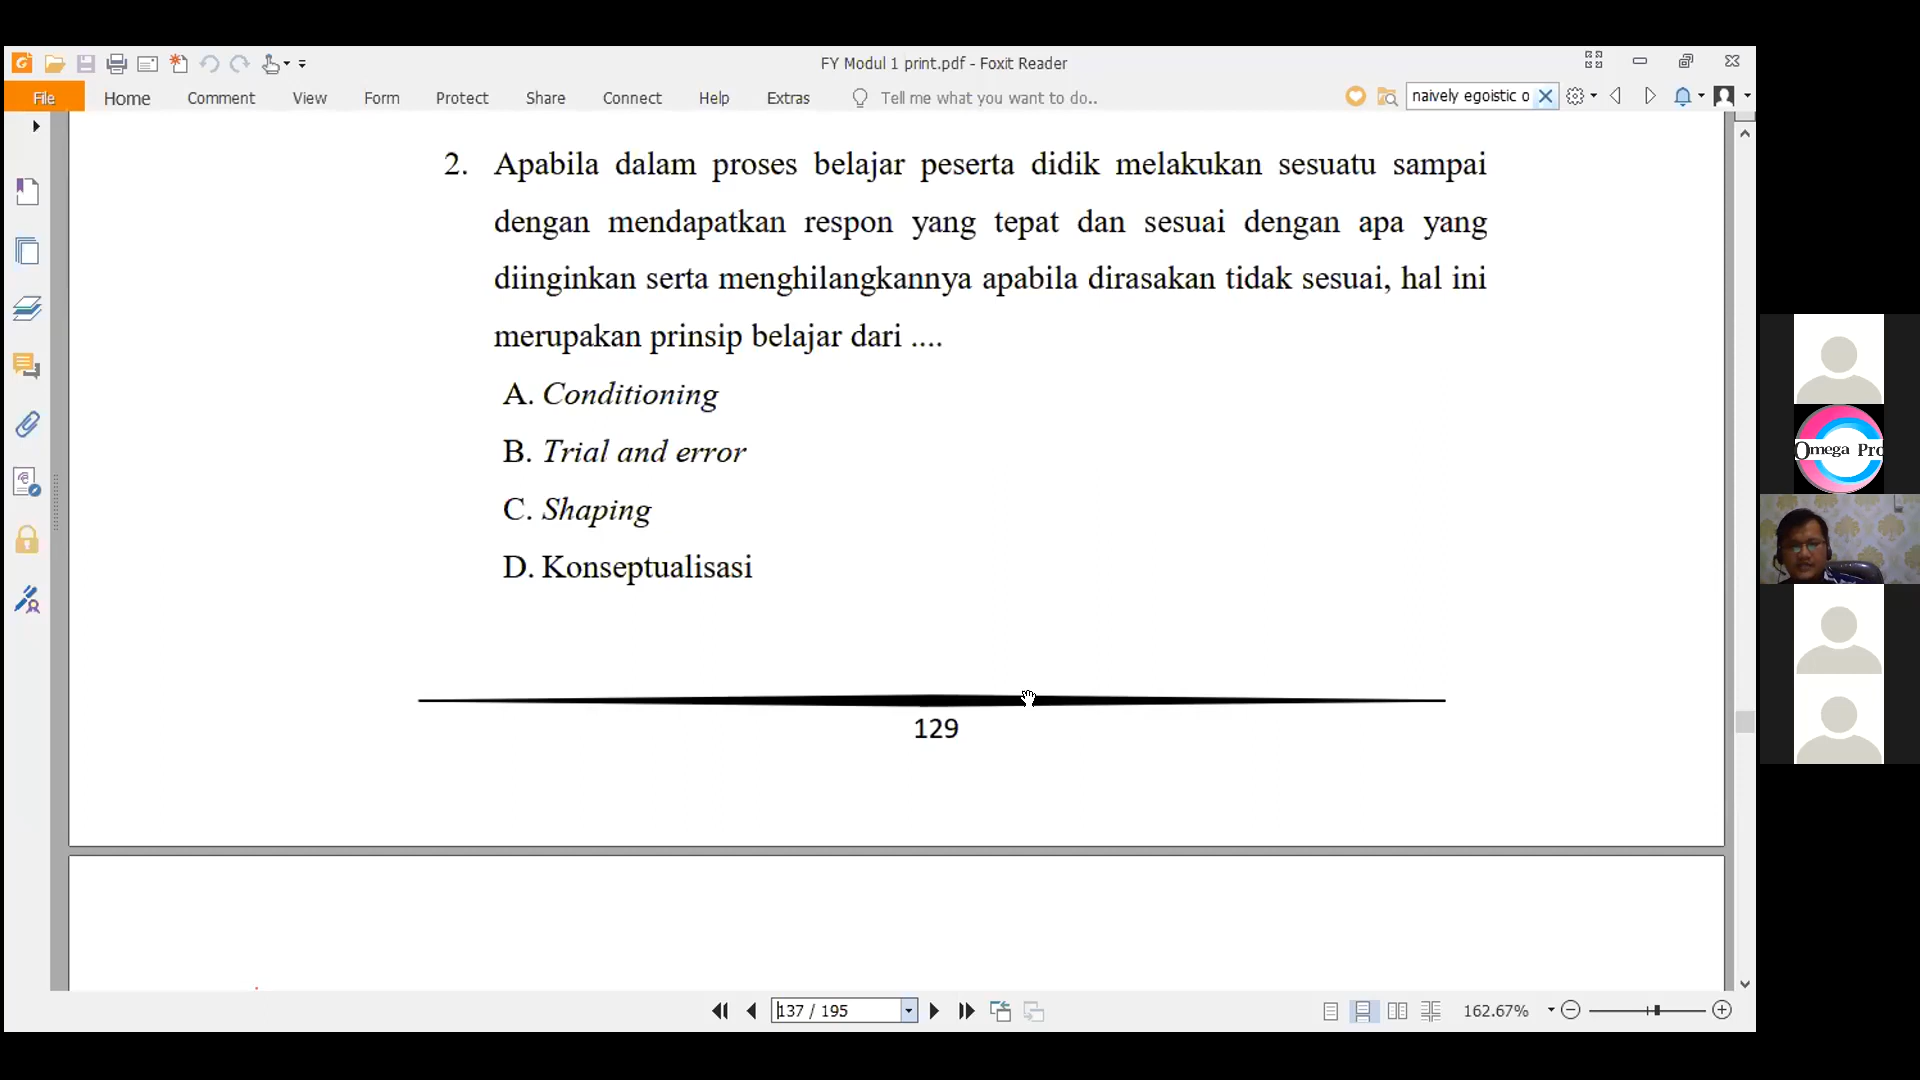 FY Modul 1 print.pdf - Foxit Reader
File Home Comment View Form Protect Share Connect Help Extras Tell me what you want to do.. naively egoistic o
2. Apabila dalam proses belajar peserta didik melakukan sesuatu sampai
dengan mendapatkan respon yang tepat dan sesuai dengan apa yang
diinginkan serta menghilangkannya apabila dirasakan tidak sesuai, hal ini
merupakan prinsip belajar dari ....
A. Conditioning
B. Trial and error
C. Shaping
D. Konseptualisasi
129
Omega Pro
137 / 195
162.67%